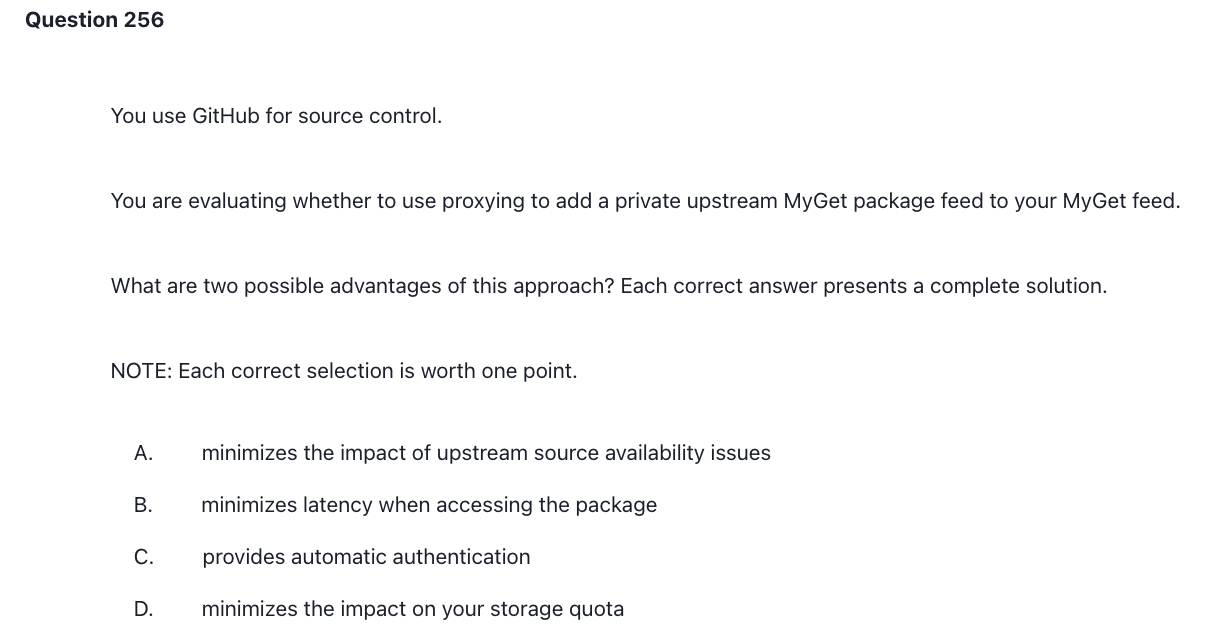 Question 256
You use GitHub for source control.
You are evaluating whether to use proxying to add a private upstream MyGet package feed to your MyGet feed.
What are two possible advantages of this approach? Each correct answer presents a complete solution.
NOTE: Each correct selection is worth one point.
A. minimizes the impact of upstream source availability issues
B. minimizes latency when accessing the package
C. provides automatic authentication
D. minimizes the impact on your storage quota